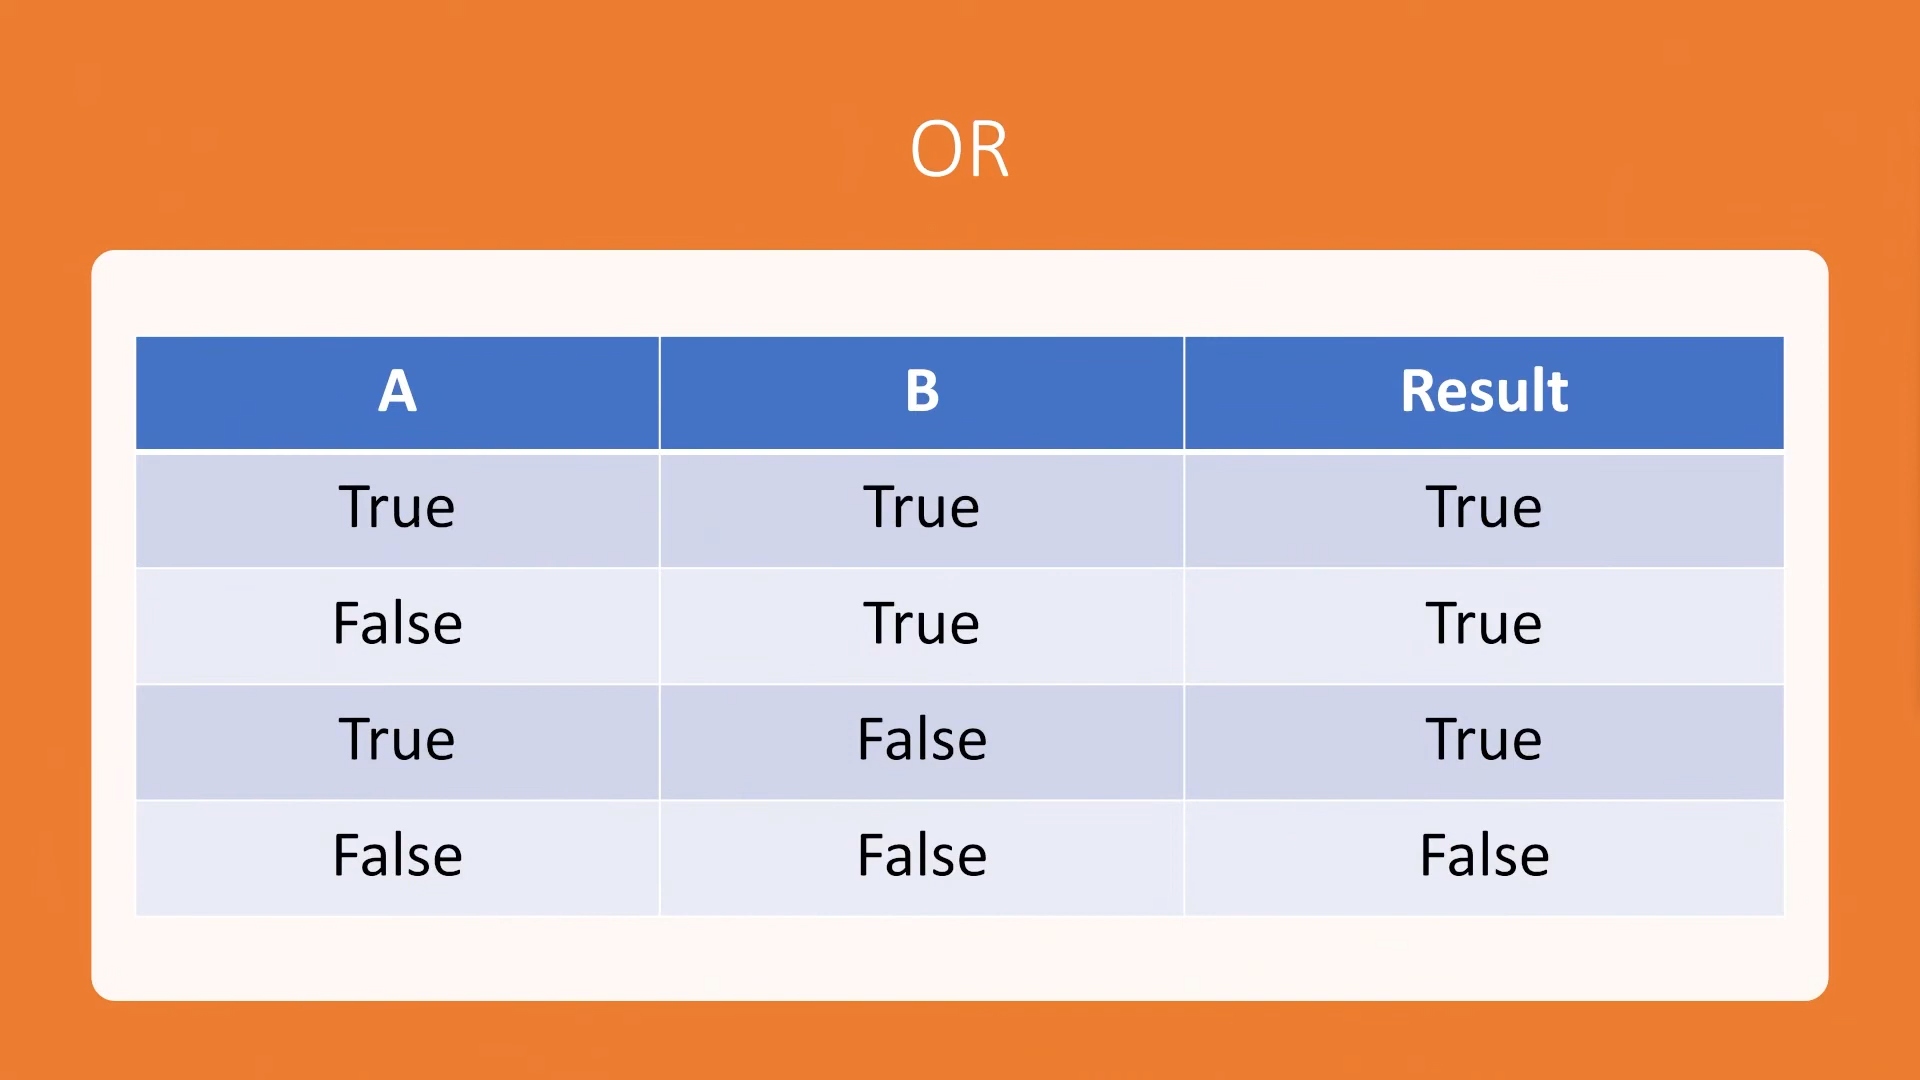 OR
A B Result
True True True
False True True
True False True
False False False